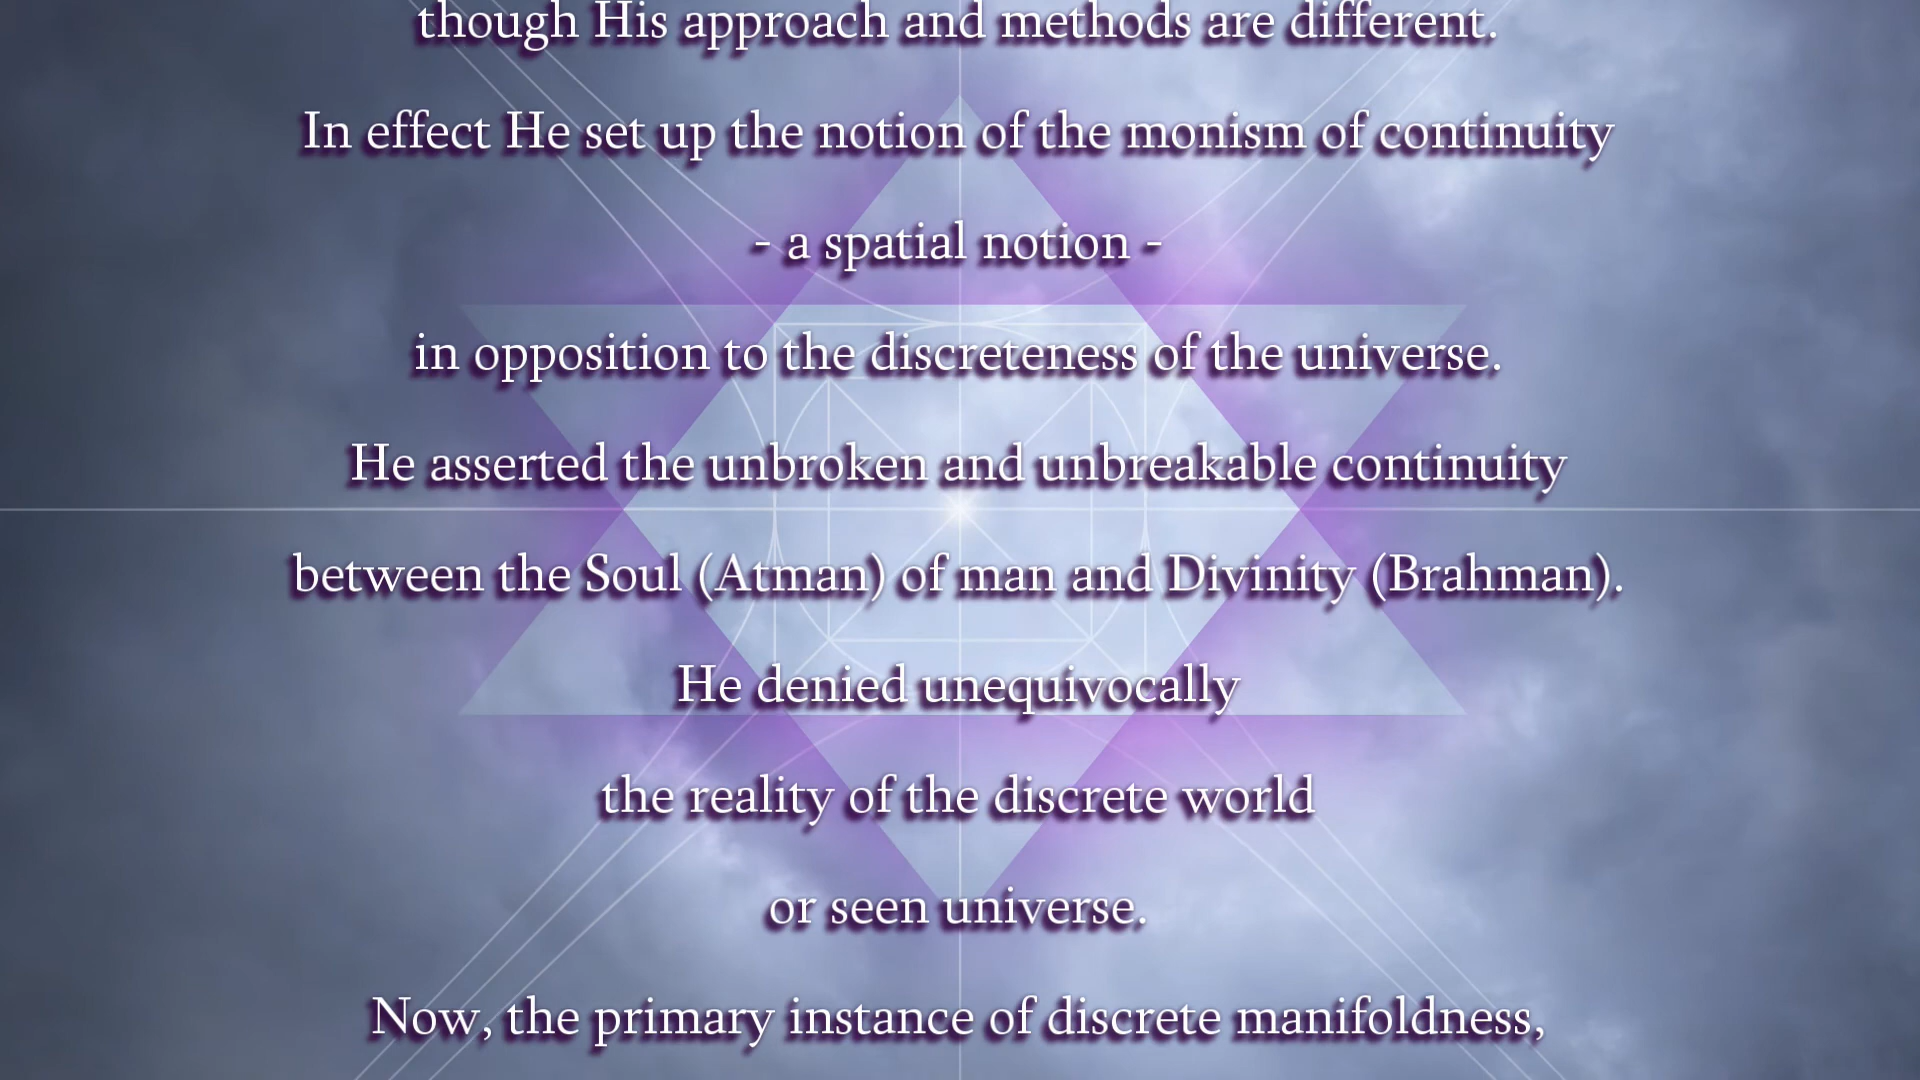 though His approach and methods are different.
In effect He set up the notion of the monism of continuity
- a spatial notion -
in opposition to the discreteness of the universe.
He asserted the unbroken and unbreakable continuity
between the Soul (Atman) of man and Divinity (Brahman).
He denied unequivocally
the reality of the discrete world
or seen universe.
Now, the primary instance of discrete manifoldness,